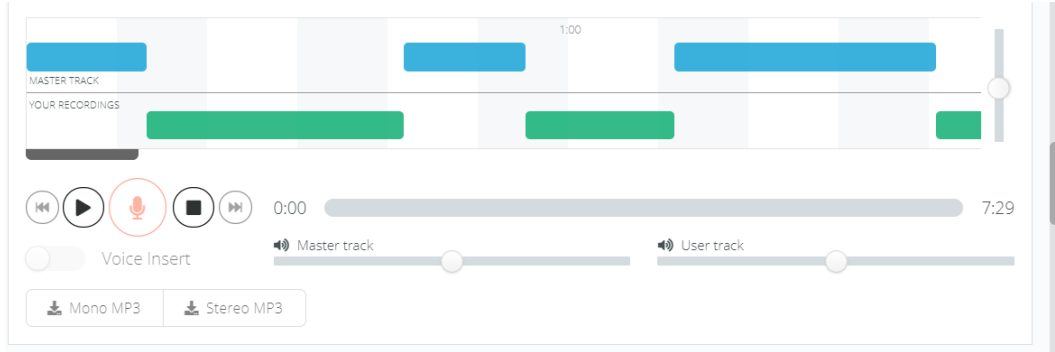 1:00
MASTER TRACK
YOUR RECORDINGS
0:00
7:29
Voice Insert
Master track
User track
Mono MP3
Stereo MP3